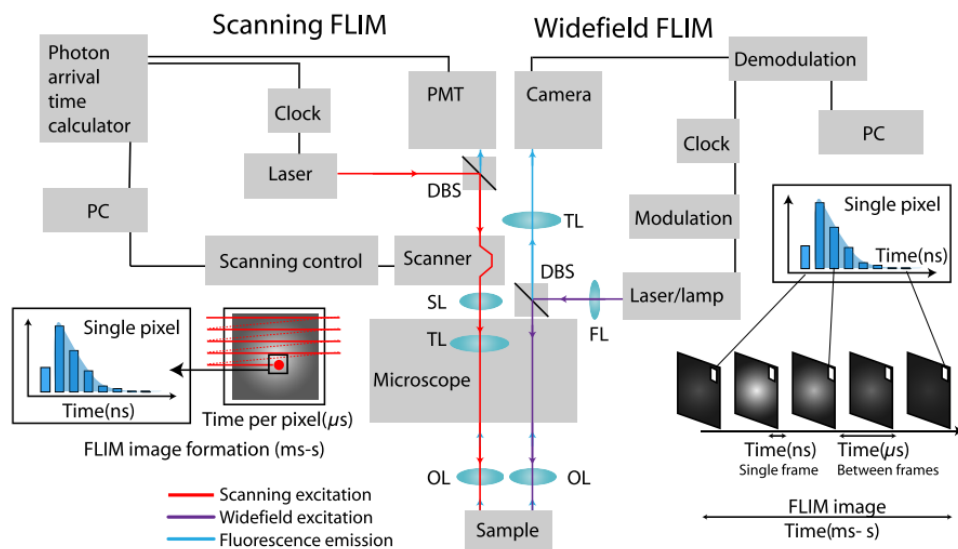 Scanning FLIM
Widefield FLIM
Photon
arrival
time
calculator
Clock
PMT
Camera
Demodulation
Clock
PC
Laser
DBS
TL
PC
Modulation
Single pixel
Time(ns)
Scanning control
Scanner
DBS
SL
FL
Laser/lamp
TL
Microscope
Single pixel
Time(ns)
Time per pixel(µs)
FLIM image formation (ms-s)
Time(ns)
Single frame
Time(µs)
Between frames
OL
OL
Scanning excitation
Widefield excitation
Fluorescence emission
Sample
FLIM image
Time(ms- s)